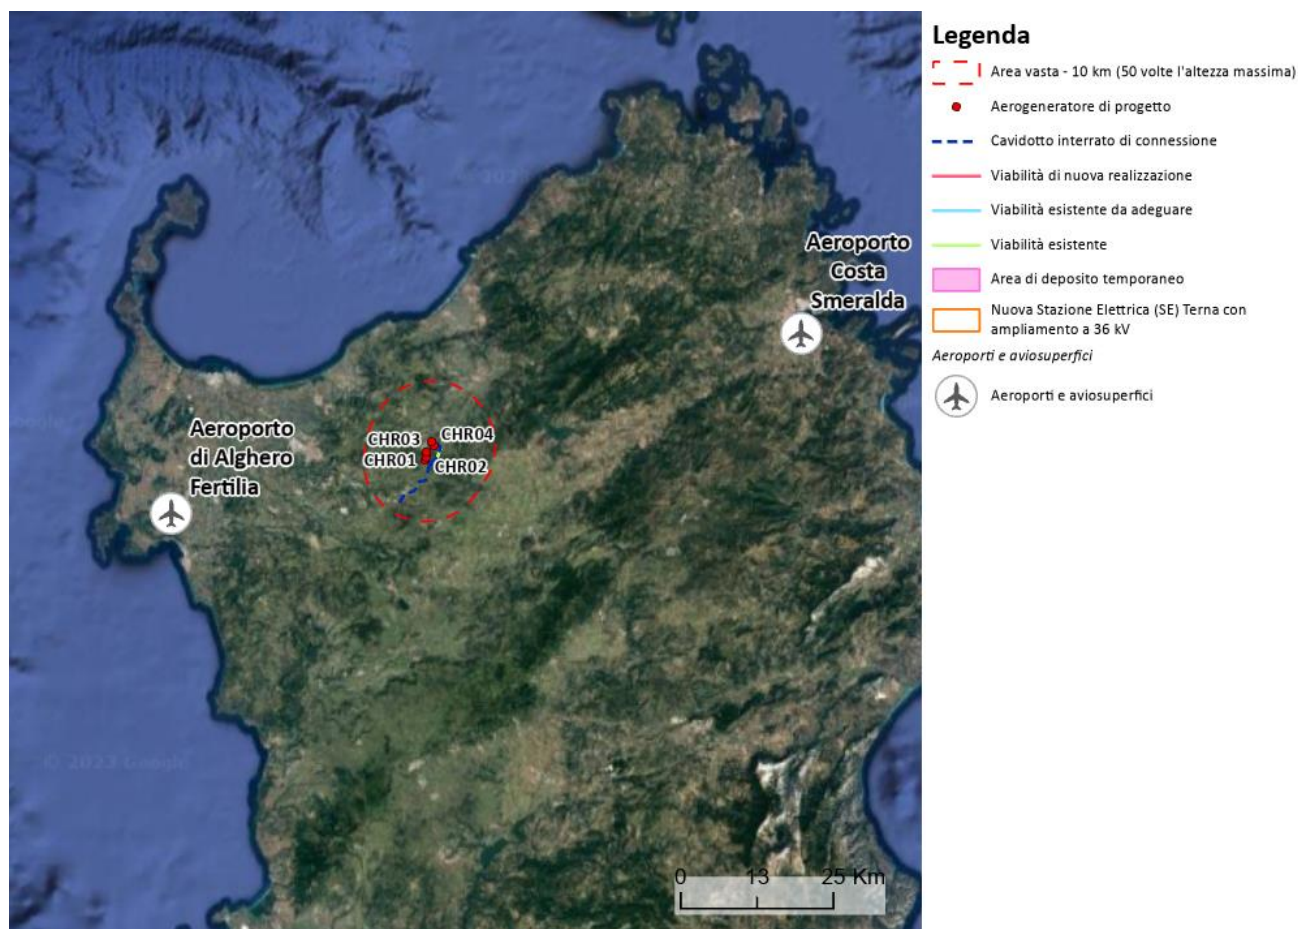 Aeroporto
Costa
Smeralda
Aeroporto
di Alghero
Fertilia
CHR03
CHR04
CHR01
CHR02
© 2023 Google
0 13 25 Km
Legenda
Area vasta - 10 km (50 volte l'altezza massima)
Aerogeneratore di progetto
Cavidotto interrato di connessione
Viabilità di nuova realizzazione
Viabilità esistente da adeguare
Viabilità esistente
Area di deposito temporaneo
Nuova Stazione Elettrica (SE) Terna con
ampliamento a 36 kV
Aeroporti e aviosuperfici
Aeroporti e aviosuperfici